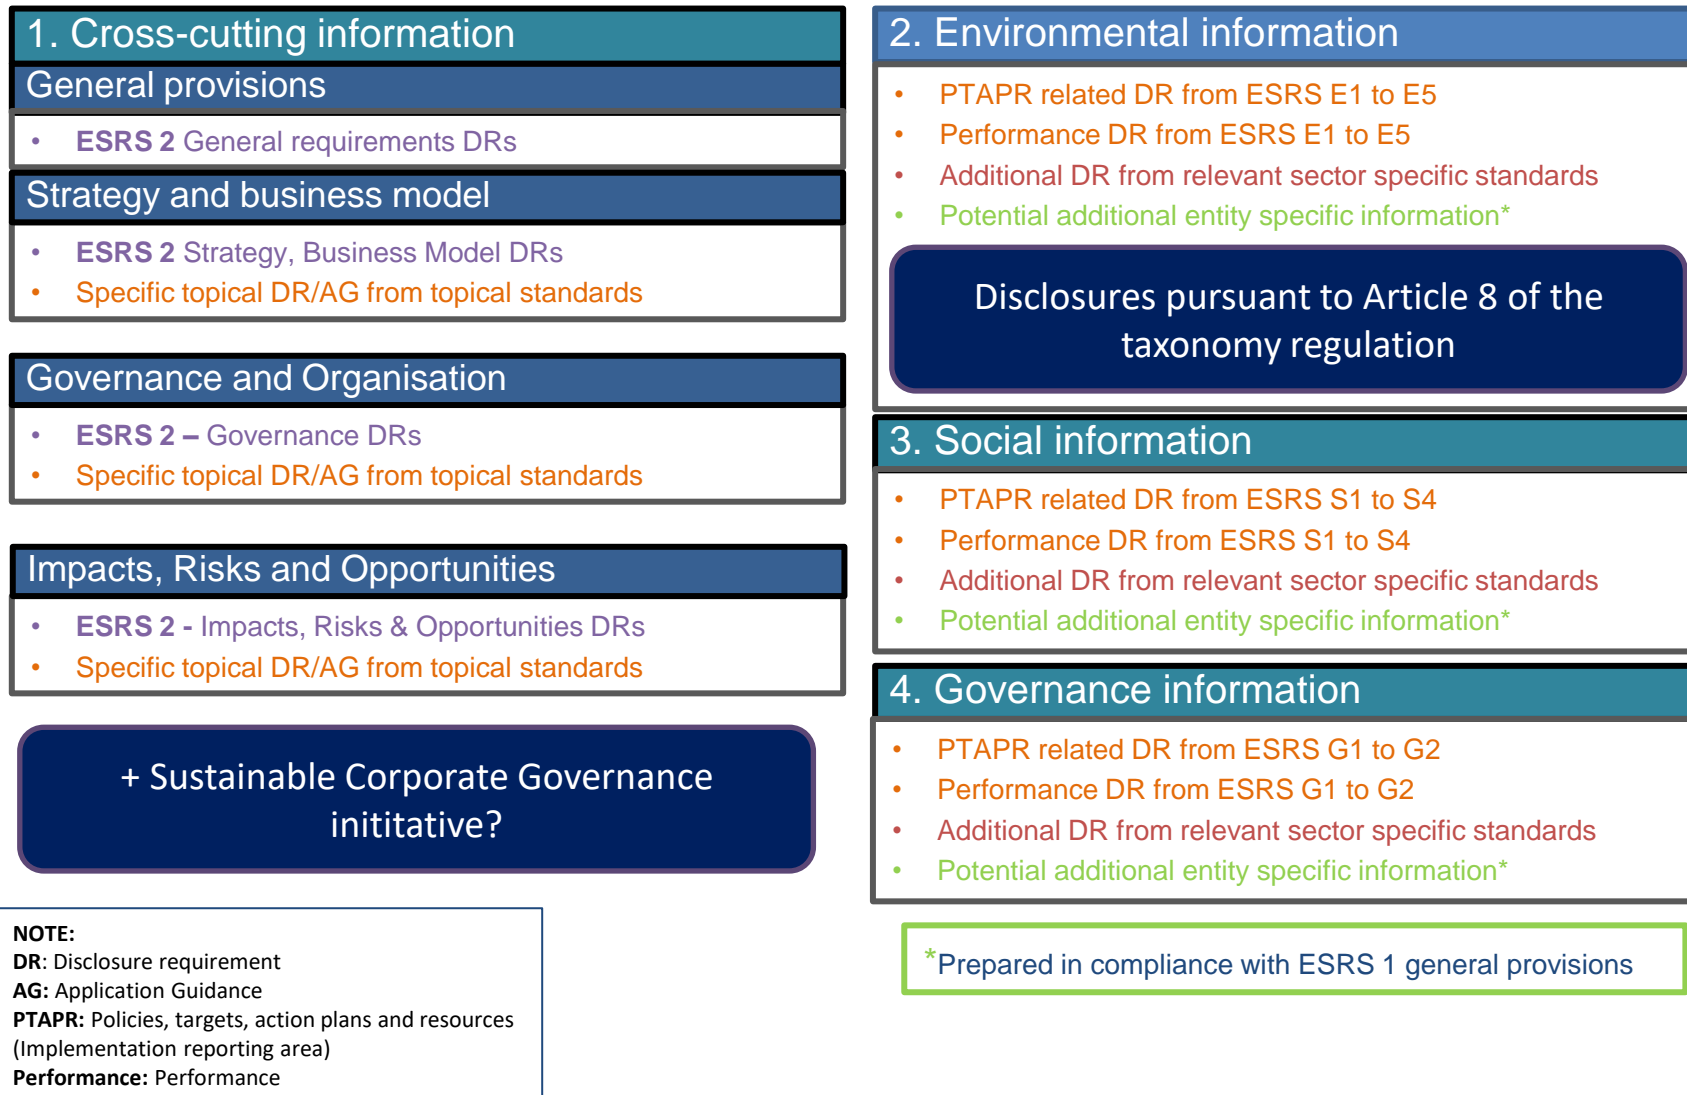 1. Cross-cutting information
General provisions
• ESRS 2 General requirements DRs
Strategy and business model
• ESRS 2 Strategy, Business Model DRs
• Specific topical DR/AG from topical standards
Governance and Organisation
• ESRS 2 – Governance DRs
• Specific topical DR/AG from topical standards
Impacts, Risks and Opportunities
• ESRS 2 - Impacts, Risks & Opportunities DRs
• Specific topical DR/AG from topical standards
+ Sustainable Corporate Governance
inititative?
NOTE:
DR: Disclosure requirement
AG: Application Guidance
PTAPR: Policies, targets, action plans and resources
(Implementation reporting area)
Performance: Performance
2. Environmental information
• PTAPR related DR from ESRS E1 to E5
• Performance DR from ESRS E1 to E5
• Additional DR from relevant sector specific standards
• Potential additional entity specific information*
Disclosures pursuant to Article 8 of the
taxonomy regulation
3. Social information
• PTAPR related DR from ESRS S1 to S4
• Performance DR from ESRS S1 to S4
• Additional DR from relevant sector specific standards
• Potential additional entity specific information*
4. Governance information
• PTAPR related DR from ESRS G1 to G2
• Performance DR from ESRS G1 to G2
• Additional DR from relevant sector specific standards
• Potential additional entity specific information*
*Prepared in compliance with ESRS 1 general provisions